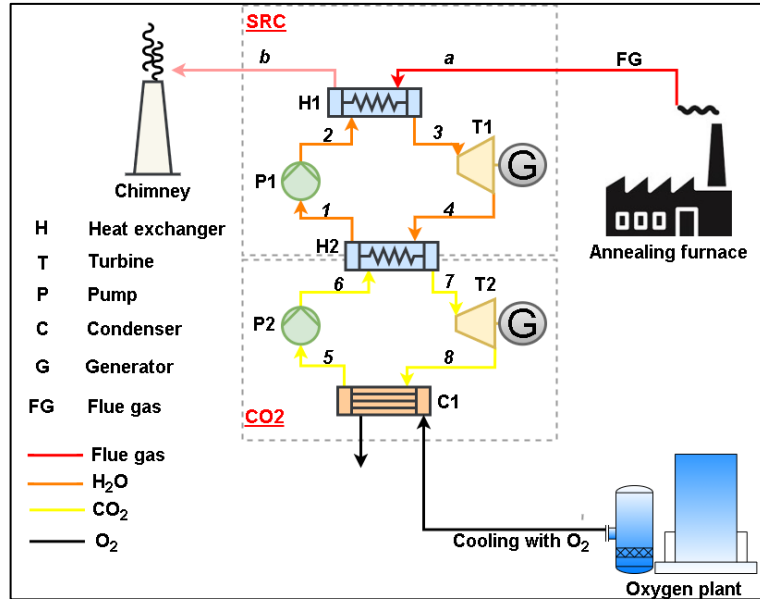 SRC
b
a
FG
H1
T1
2
3
G
P1
Chimney
1
4
Annealing furnace
H Heat exchanger
H2
T Turbine
6
7
T2
P Pump
P2
G
C Condenser
5
8
G Generator
C1
FG Flue gas
CO2
Flue gas
H₂O
CO₂
O₂
Cooling with O₂
Oxygen plant